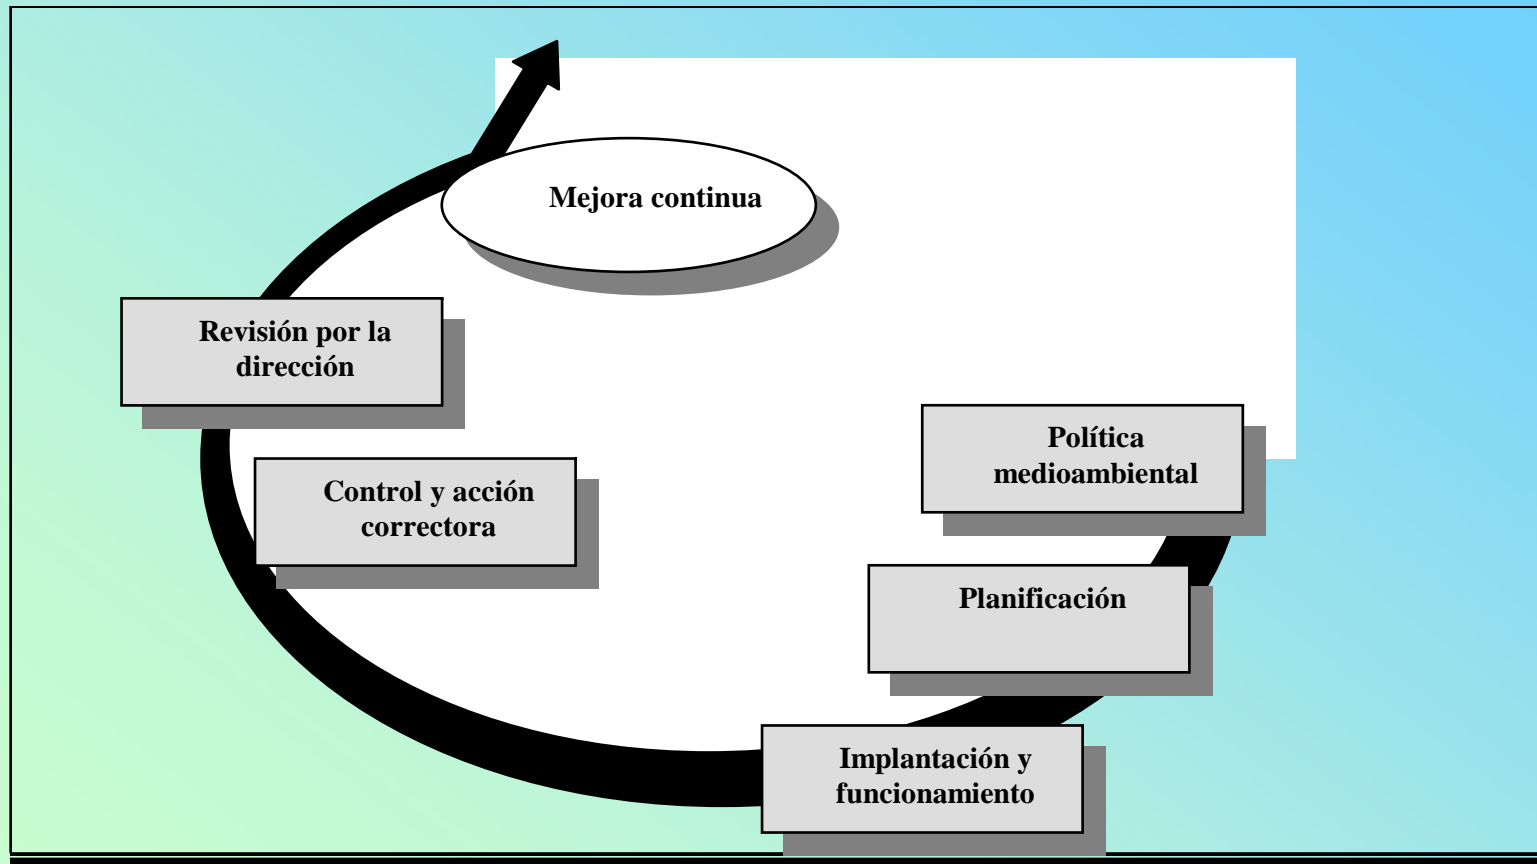 Mejora continua
Revisión por la
dirección
Política
medioambiental
Control y acción
correctora
Planificación
Implantación y
funcionamiento